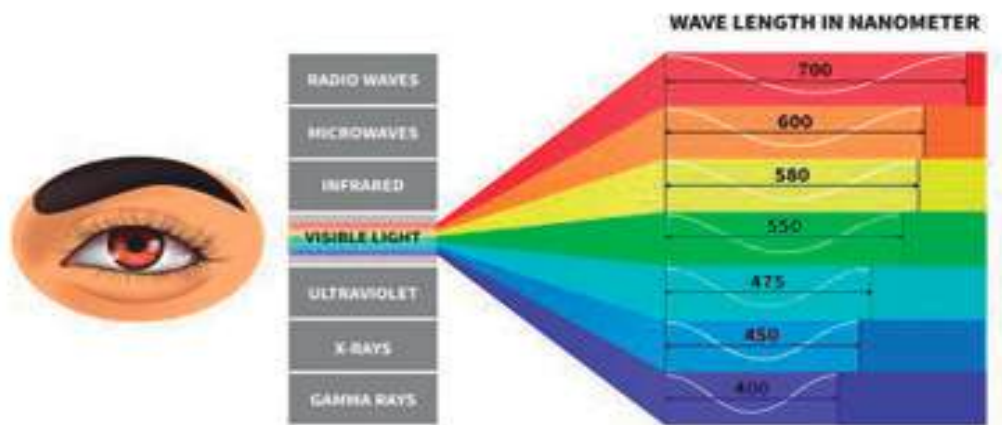 WAVE LENGTH IN NANOMETER
RADIO WAVES
MICROWAVES
INFRARED
VISIBLE LIGHT
ULTRAVIOLET
X-RAYS
GAMMA RAYS
700
600
580
550
475
450
400